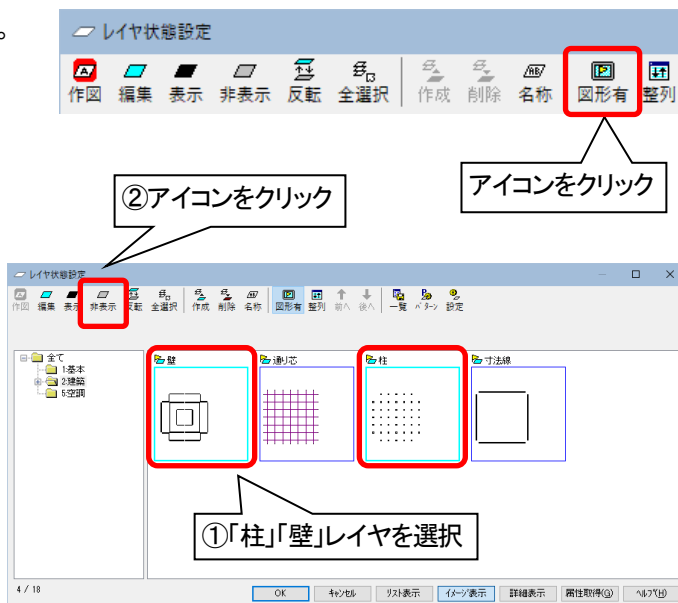 。
レイヤ状態設定
作図 編集 表示 非表示 反転 全選択 作成 削除 名称 図形有 整列
②アイコンをクリック
アイコンをクリック
レイヤ状態設定
作図 編集 表示 非表示 反転 全選択 作成 削除 名称 図形有 整列 前へ 後へ 一覧 パターン 設定
全て
1:基本
2:建築
5:空調
壁 通り芯 柱 寸法線
①「柱」「壁」レイヤを選択
4 / 18
OK キャンセル リスト表示 イメージ表示 詳細表示 属性取得(G) ヘルプ(H)